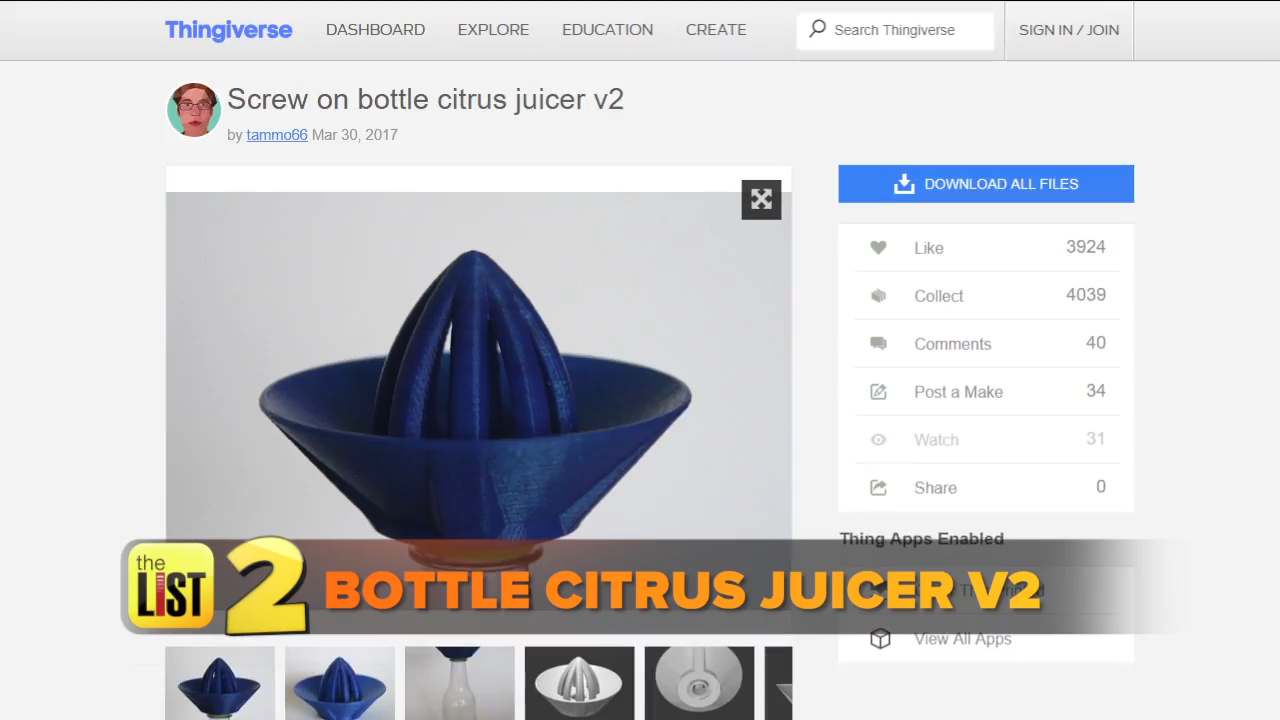 Thingiverse
DASHBOARD
EXPLORE
EDUCATION
CREATE
Search Thingiverse
SIGN IN / JOIN
Screw on bottle citrus juicer v2
by tammo66 Mar 30, 2017
DOWNLOAD ALL FILES
Like 3924
Collect 4039
Comments 40
Post a Make 34
Watch 31
Share 0
Thing Apps Enabled
the
LIST
2
BOTTLE CITRUS JUICER V2
View All Apps